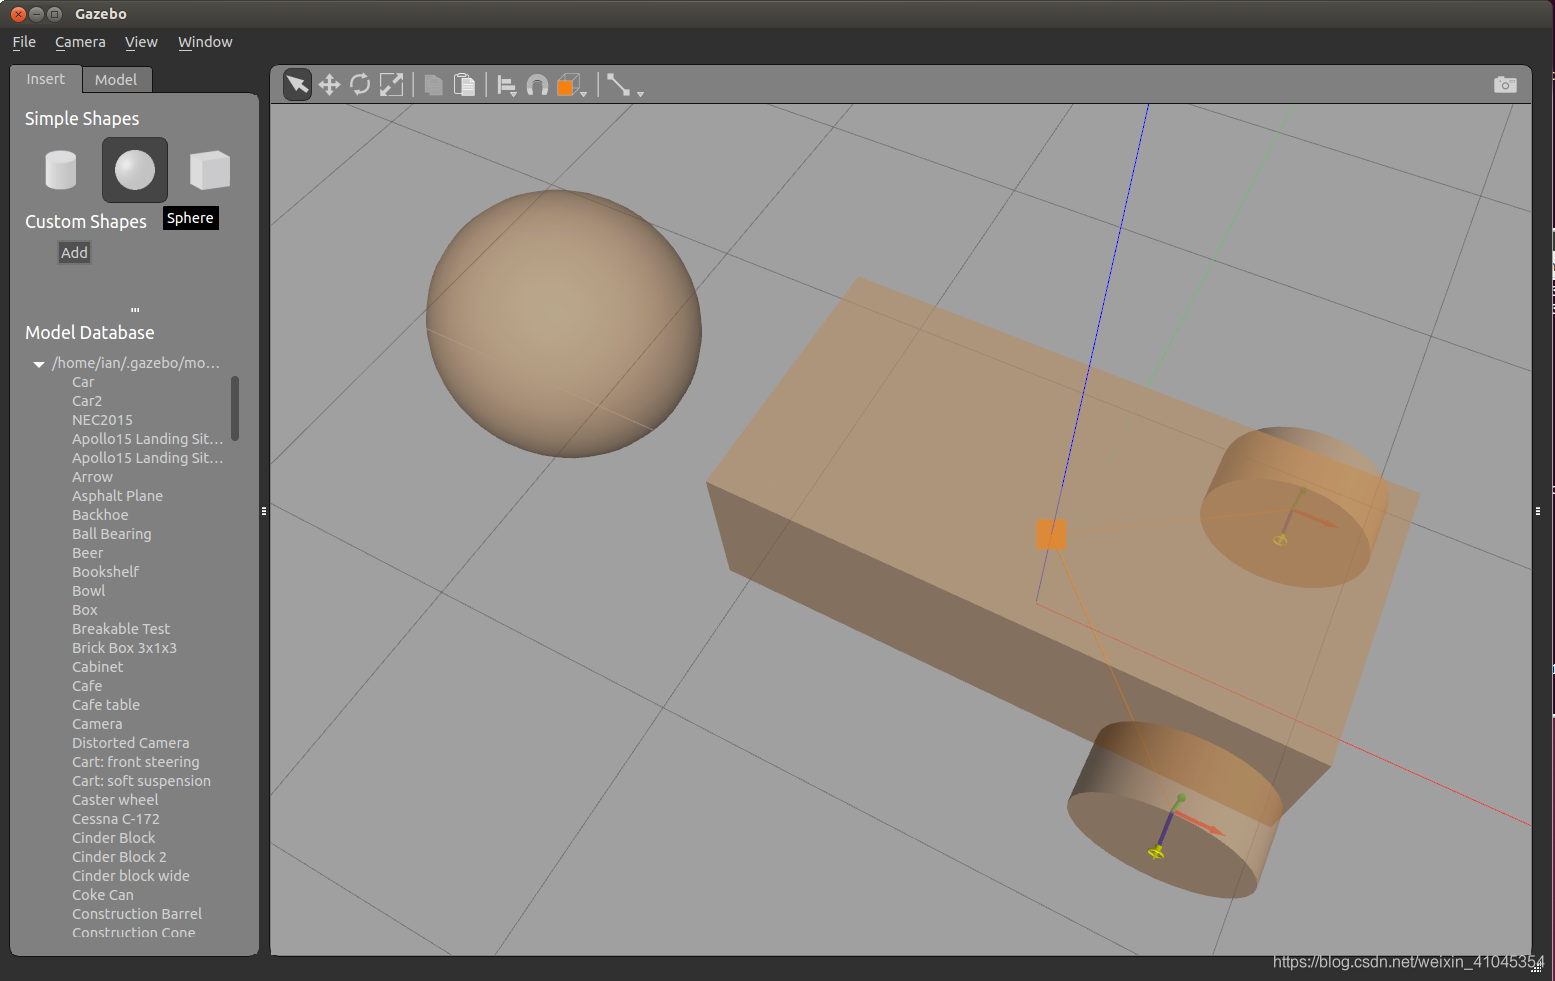 Gazebo
File Camera View Window
Insert Model
Simple Shapes
Sphere
Custom Shapes
Add
Model Database
/home/ian/.gazebo/mo...
Car
Car2
NEC2015
Apollo15 Landing Sit...
Apollo15 Landing Sit...
Arrow
Asphalt Plane
Backhoe
Ball Bearing
Beer
Bookshelf
Bowl
Box
Breakable Test
Brick Box 3x1x3
Cabinet
Cafe
Cafe table
Camera
Distorted Camera
Cart: front steering
Cart: soft suspension
Caster wheel
Cessna C-172
Cinder Block
Cinder Block 2
Cinder block wide
Coke Can
Construction Barrel
Construction Cone
https://blog.csdn.net/weixin_41045354